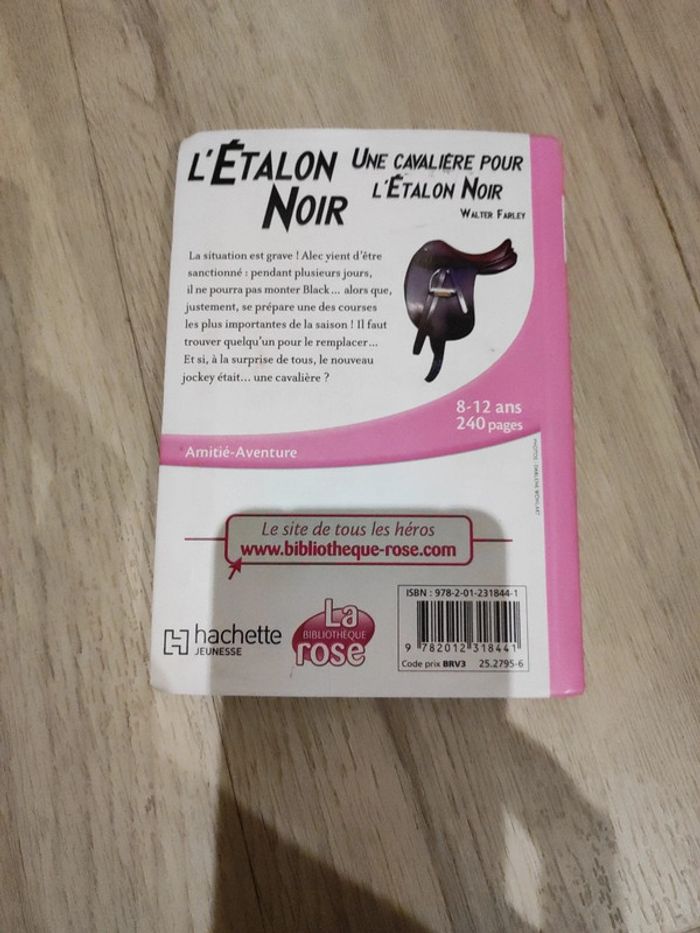 L'ÉTALON NOIR
UNE CAVALIÈRE POUR L'ÉTALON NOIR
WALTER FARLEY
La situation est grave ! Alec vient d'être
sanctionné : pendant plusieurs jours,
il ne pourra pas monter Black... alors que,
justement, se prépare une des courses
les plus importantes de la saison ! Il faut
trouver quelqu'un pour le remplacer...
Et si, à la surprise de tous, le nouveau
jockey était... une cavalière ?
8-12 ans
240 pages
Amitié-Aventure
Le site de tous les héros
www.bibliotheque-rose.com
hachette
JEUNESSE
La
BIBLIOTHÈQUE
rose
ISBN : 978-2-01-231844-1
9 782012 318441
Code prix BRV3 25.2795-6